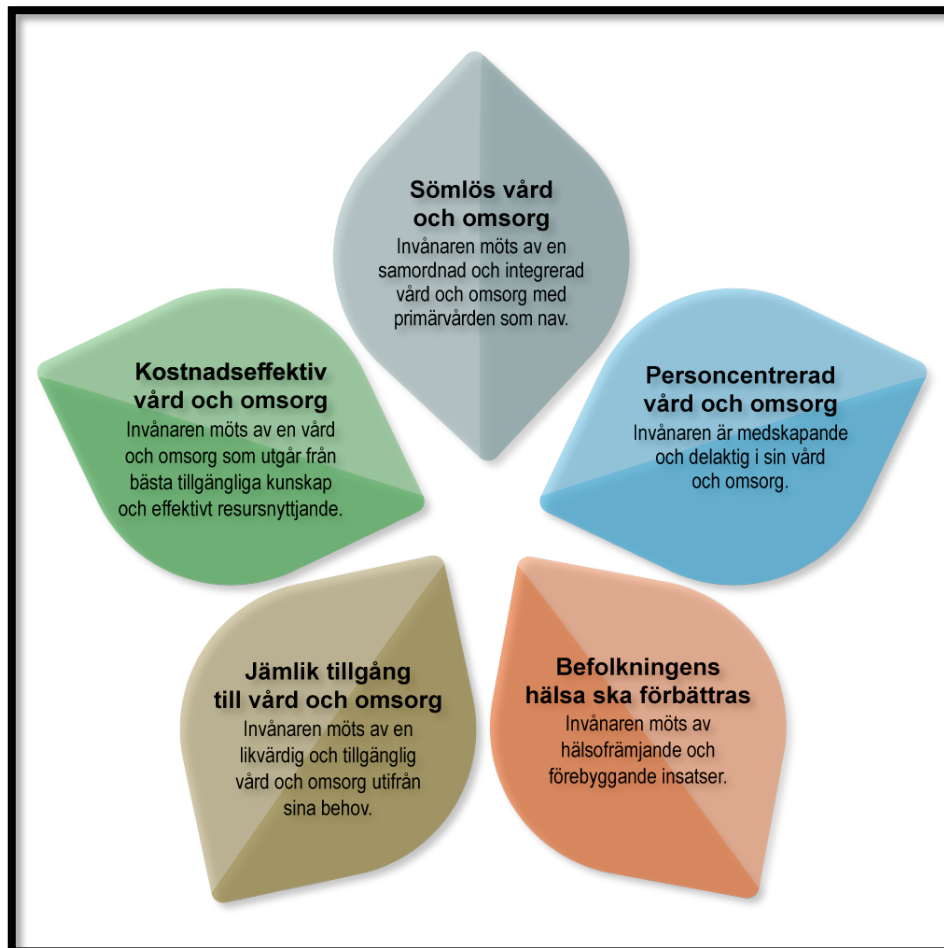 Sömlös vård
och omsorg
Invånaren möts av en
samordnad och integrerad
vård och omsorg med
primärvården som nav.
Kostnadseffektiv
vård och omsorg
Invånaren möts av en vård
och omsorg som utgår från
bästa tillgängliga kunskap
och effektivt resursnyttjande.
Personcentrerad
vård och omsorg
Invånaren är medskapande
och delaktig i sin vård
och omsorg.
Jämlik tillgång
till vård och omsorg
Invånaren möts av en
likvärdig och tillgänglig
vård och omsorg utifrån
sina behov.
Befolkningens
hälsa ska förbättras
Invånaren möts av
hälsofrämjande och
förebyggande insatser.